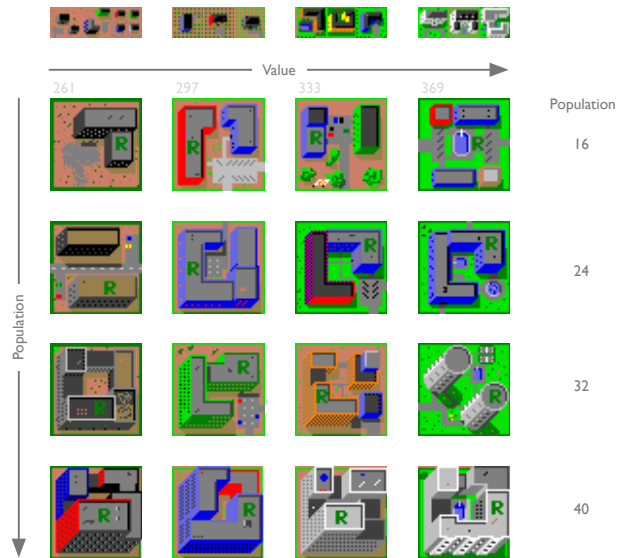 Value
261 297 333 369
Population
R R R R
16
R R R R
24
Population
R R R R
32
R R R R
40